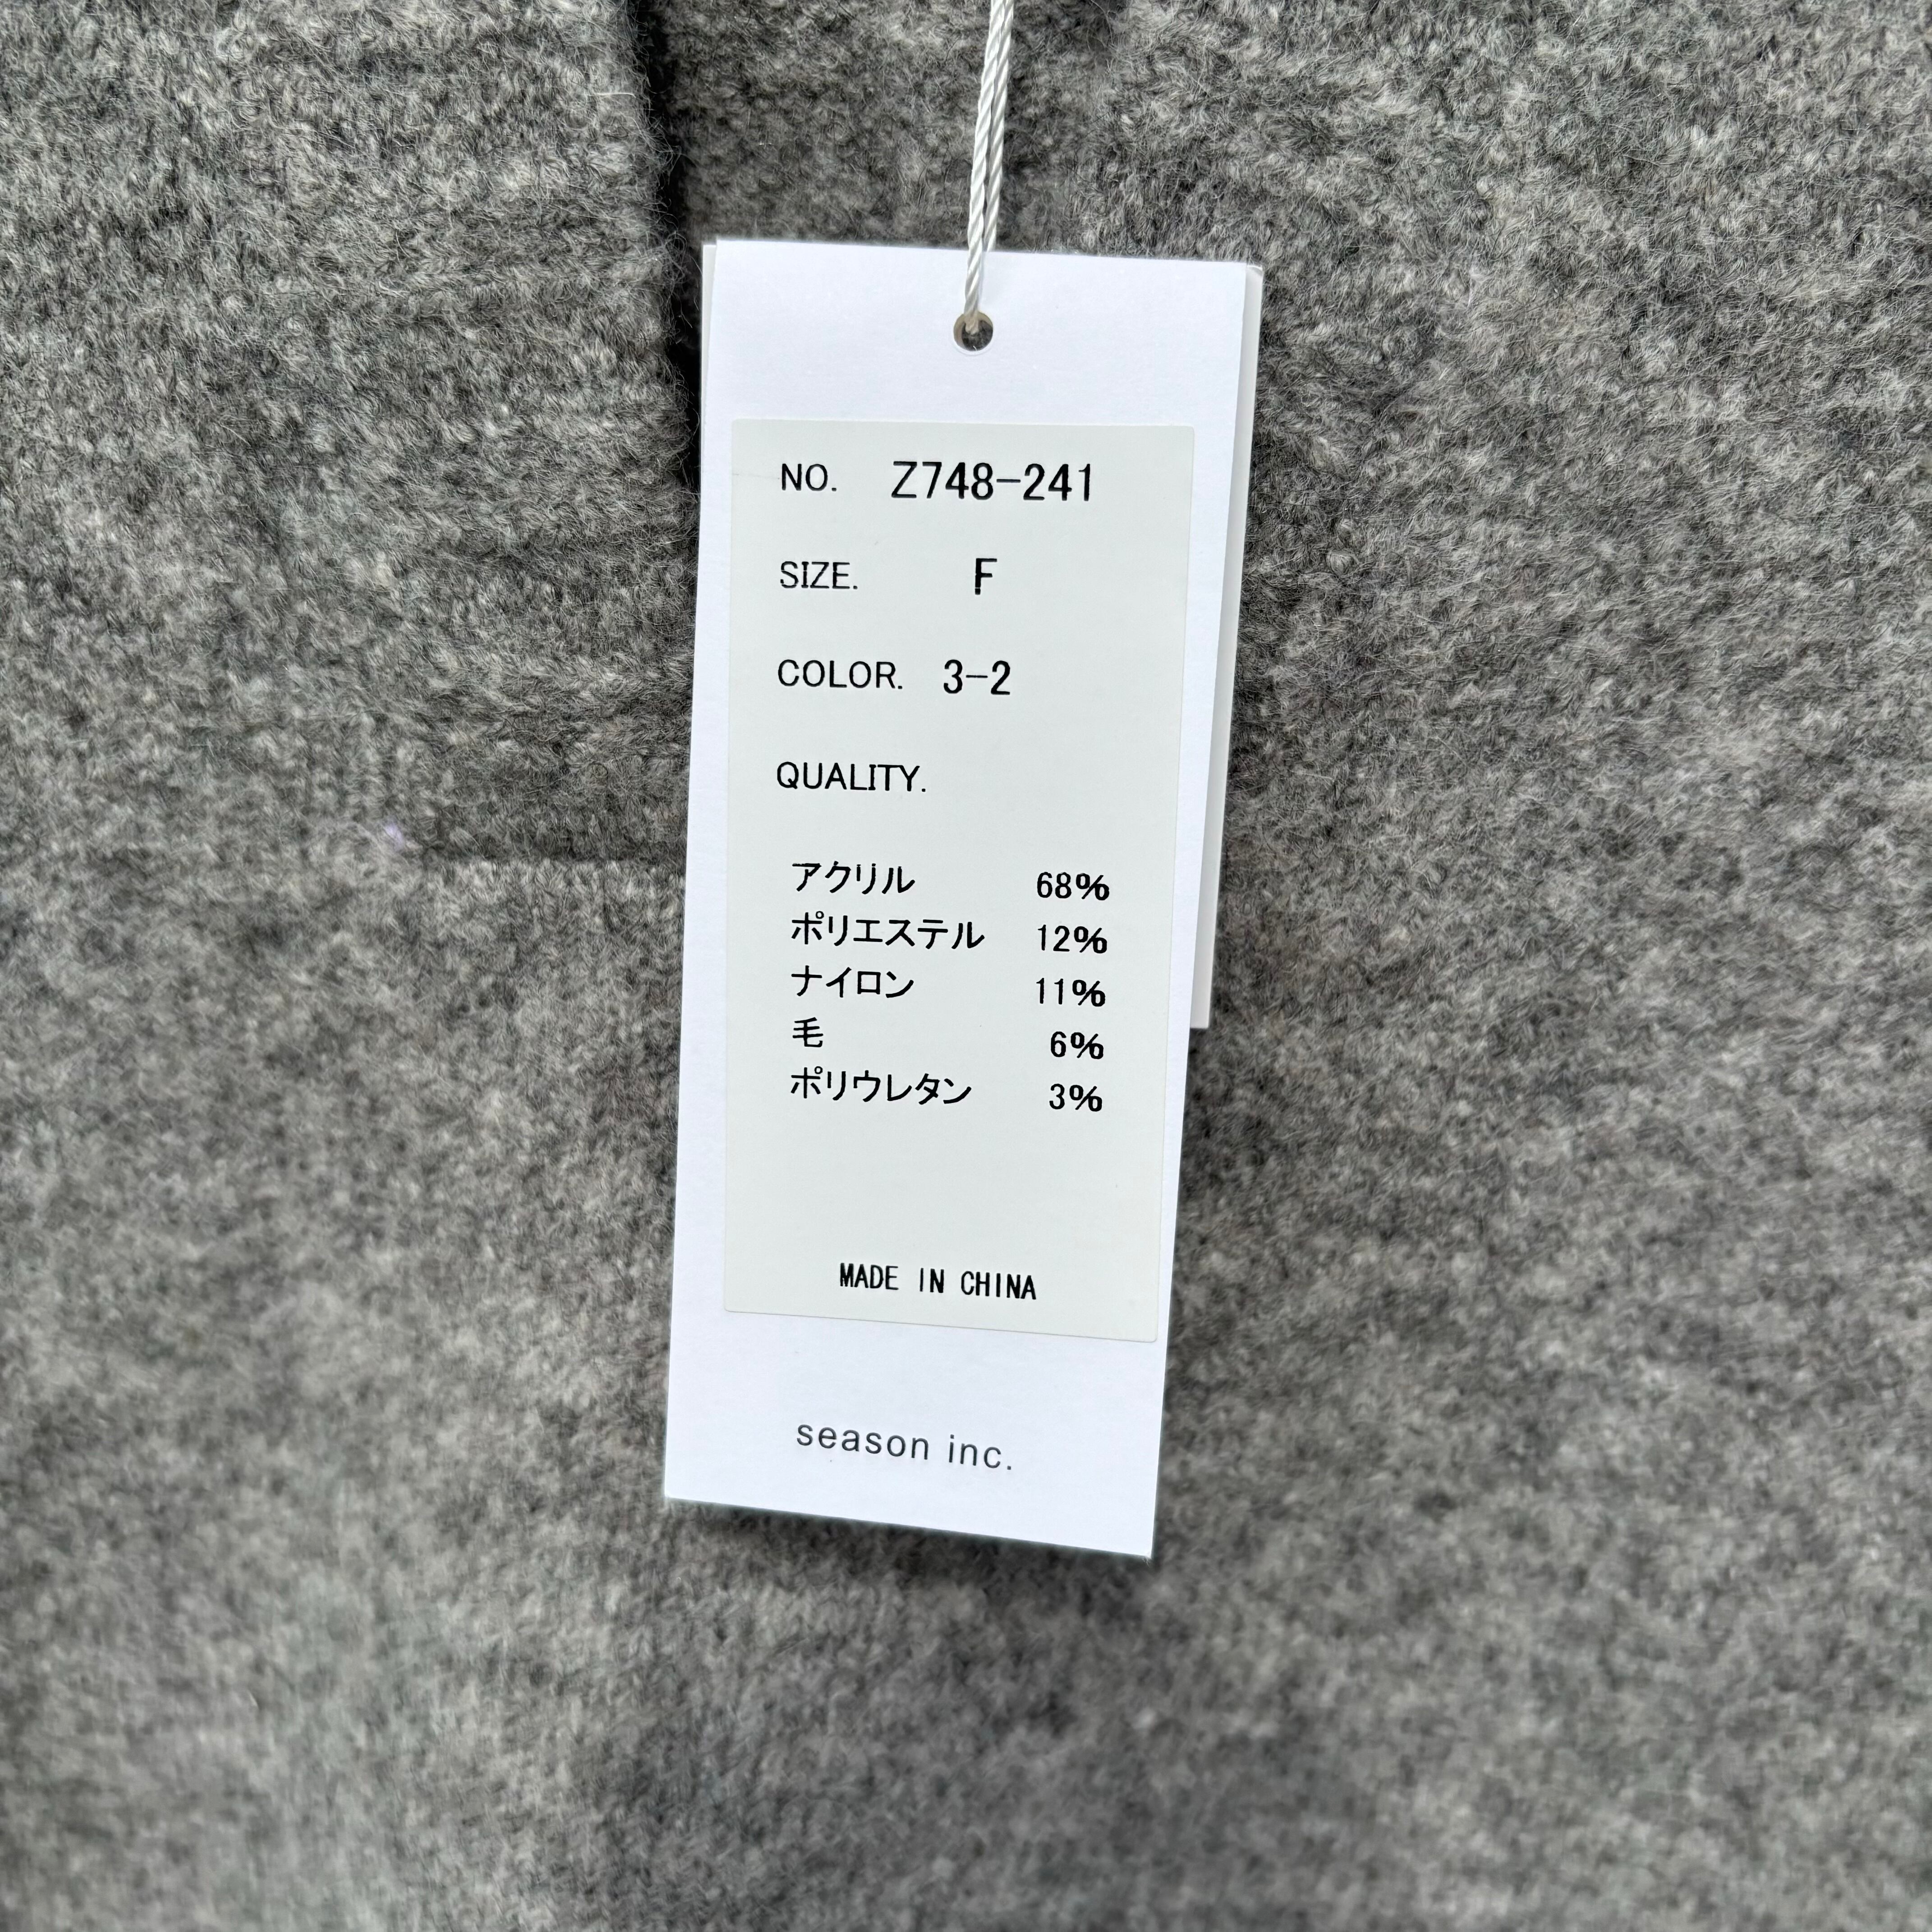 NO. Z748-241
SIZE. F
COLOR. 3-2
QUALITY.
アクリル 68%
ポリエステル 12%
ナイロン 11%
毛 6%
ポリウレタン 3%
MADE IN CHINA
season inc.